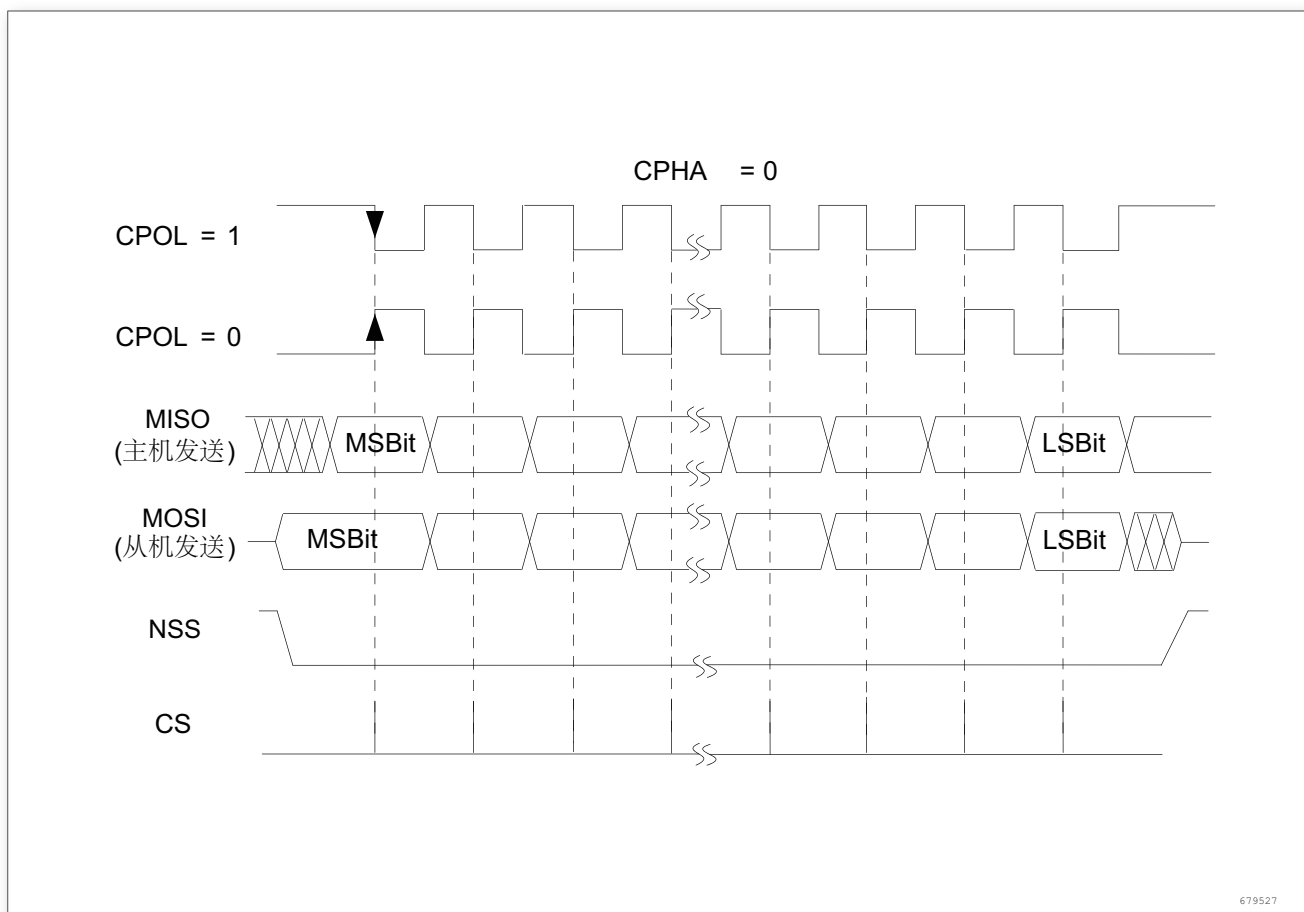 CPHA = 0
CPOL = 1
CPOL = 0
MISO
(主机发送)
MSBit
LSBit
MOSI
(从机发送)
MSBit
LSBit
NSS
CS
679527